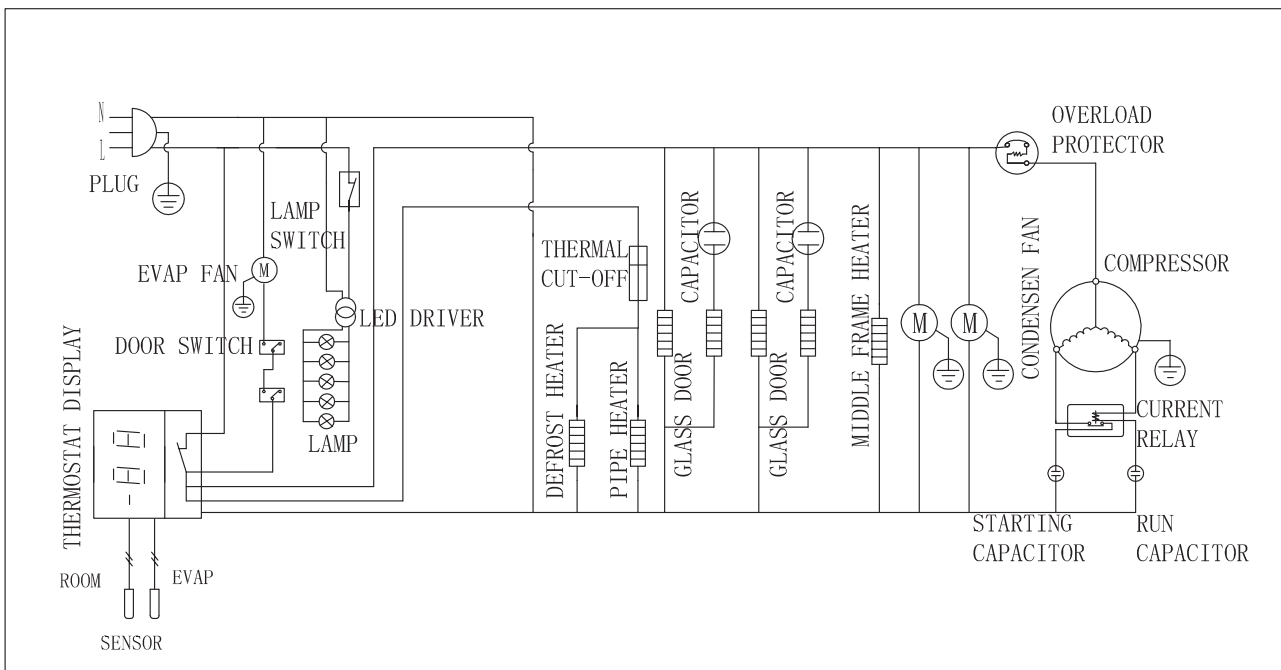 N
L
PLUG
LAMP
SWITCH
EVAP FAN
M
LED DRIVER
DOOR SWITCH
LAMP
THERMOSTAT DISPLAY
ROOM
EVAP
SENSOR
THERMAL
CUT-OFF
DEFROST HEATER
PIPE HEATER
CAPACITOR
GLASS DOOR
CAPACITOR
GLASS DOOR
MIDDLE FRAME HEATER
M
M
CONDENSEN FAN
OVERLOAD
PROTECTOR
COMPRESSOR
CURRENT
RELAY
STARTING
CAPACITOR
RUN
CAPACITOR